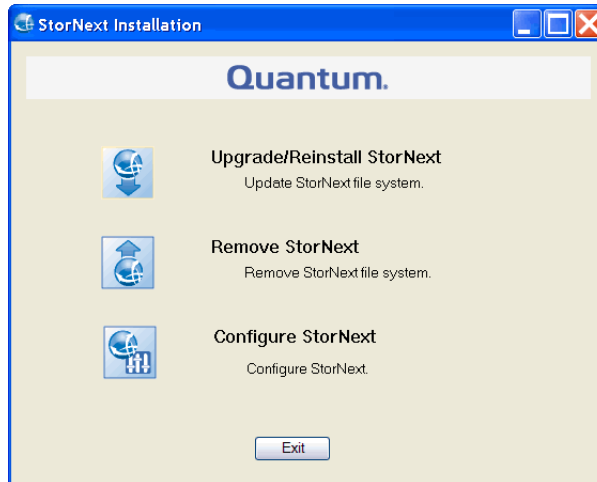 StorNext Installation
Quantum.
Upgrade/Reinstall StorNext
Update StorNext file system.
Remove StorNext
Remove StorNext file system.
Configure StorNext
Configure StorNext.
Exit